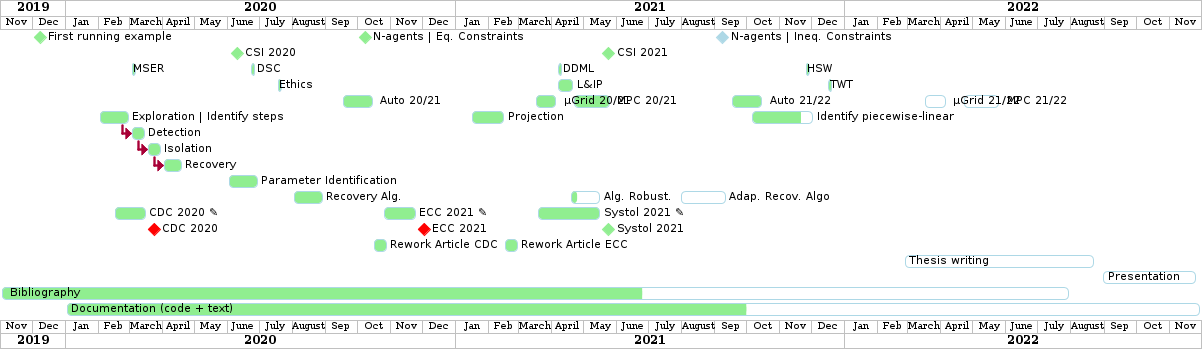 2019 2020 2021 2022
Nov Dec Jan Feb March April May June July August Sep Oct Nov Dec Jan Feb March April May June July August Sep Oct Nov Dec Jan Feb March April May June July August Sep Oct Nov
First running example N-agents | Eq. Constraints N-agents | Ineq. Constraints
CSI 2020 CSI 2021
MSER DSC DDML HSW
Ethics L&IP TWT
Auto 20/21 µGrid 20/21 MPC 20/21 Auto 21/22 µGrid 21/22 MPC 21/22
Exploration | Identify steps Projection Identify piecewise-linear
Detection
Isolation
Recovery
Parameter Identification
Recovery Alg. Alg. Robust. Adap. Recov. Algo
CDC 2020 ✎ ECC 2021 ✎ Systol 2021 ✎
CDC 2020 ECC 2021 Systol 2021
Rework Article CDC Rework Article ECC
Thesis writing
Presentation
Bibliography
Documentation (code + text)
Nov Dec Jan Feb March April May June July August Sep Oct Nov Dec Jan Feb March April May June July August Sep Oct Nov Dec Jan Feb March April May June July August Sep Oct Nov
2019 2020 2021 2022